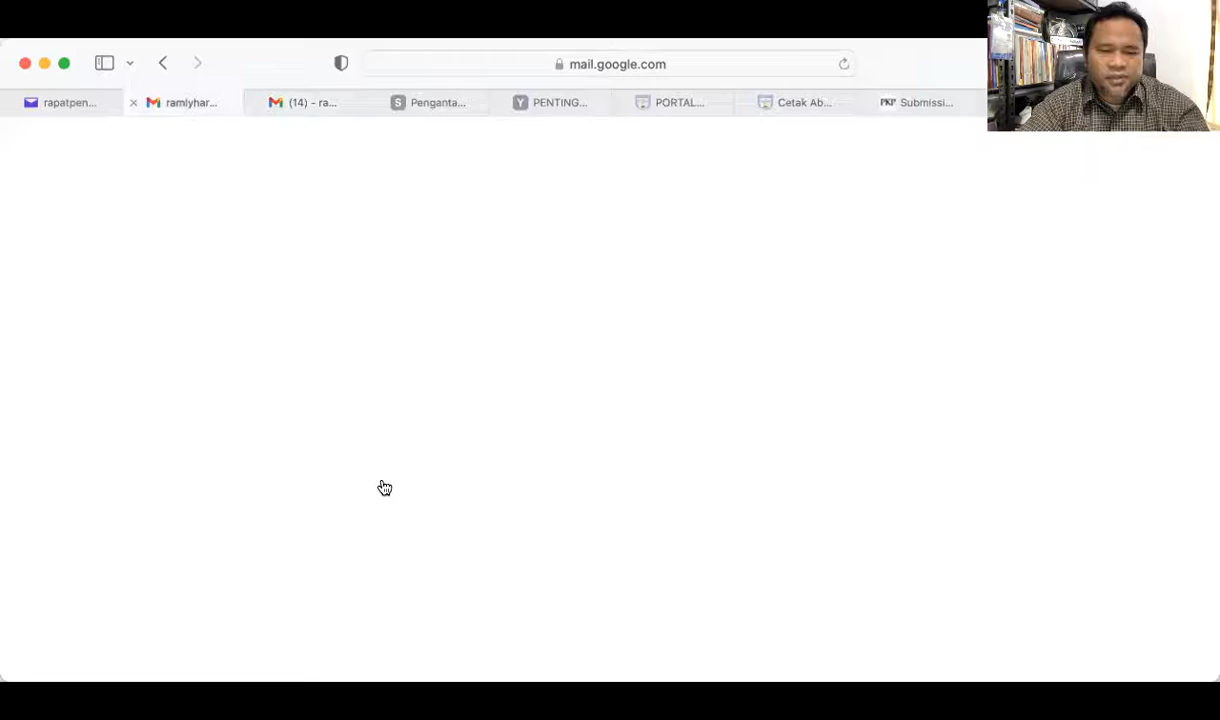 mail.google.com
rapatpen...
ramlyhar...
(14) - ra...
S
Penganta...
Y
PENTING...
PORTAL...
Cetak Ab...
PKP
Submissi...